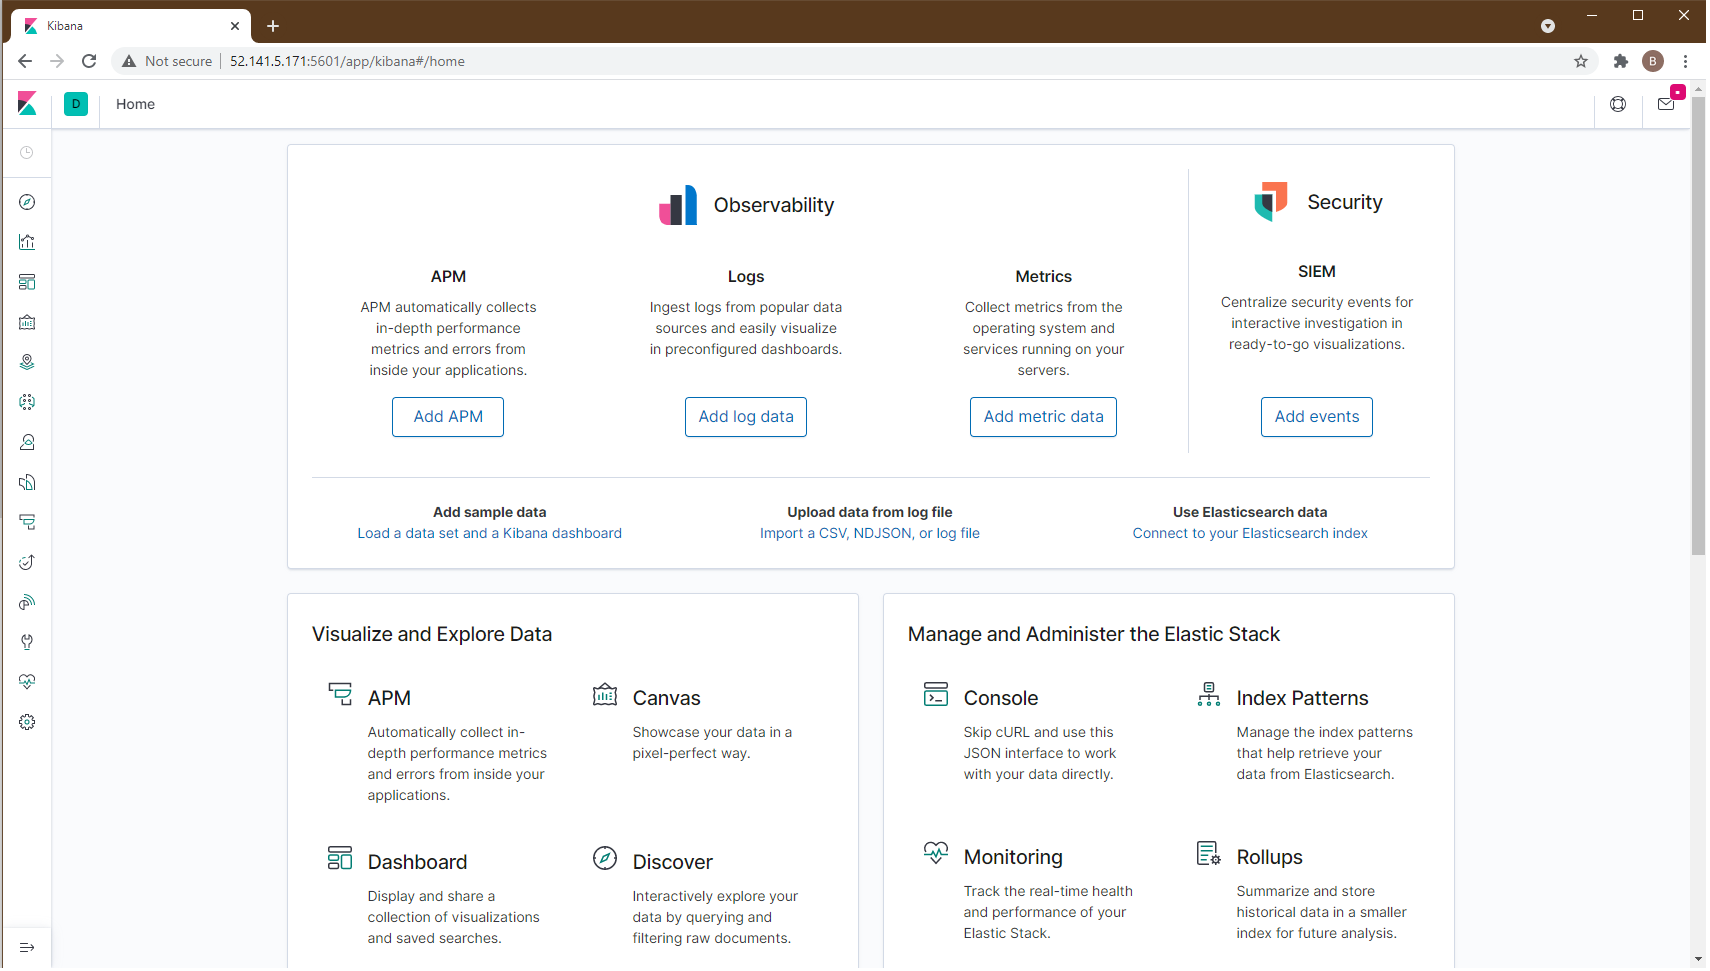 Kibana
Not secure
52.141.5.171:5601/app/kibana#/home
B
D
Home
Observability
Security
APM
APM automatically collects
in-depth performance
metrics and errors from
inside your applications.
Add APM
Logs
Ingest logs from popular data
sources and easily visualize
in preconfigured dashboards.
Add log data
Metrics
Collect metrics from the
operating system and
services running on your
servers.
Add metric data
SIEM
Centralize security events for
interactive investigation in
ready-to-go visualizations.
Add events
Add sample data
Load a data set and a Kibana dashboard
Upload data from log file
Import a CSV, NDJSON, or log file
Use Elasticsearch data
Connect to your Elasticsearch index
Visualize and Explore Data
APM
Automatically collect in-
depth performance metrics
and errors from inside your
applications.
Canvas
Showcase your data in a
pixel-perfect way.
Dashboard
Display and share a
collection of visualizations
and saved searches.
Discover
Interactively explore your
data by querying and
filtering raw documents.
Manage and Administer the Elastic Stack
Console
Skip cURL and use this
JSON interface to work
with your data directly.
Index Patterns
Manage the index patterns
that help retrieve your
data from Elasticsearch.
Monitoring
Track the real-time health
and performance of your
Elastic Stack.
Rollups
Summarize and store
historical data in a smaller
index for future analysis.